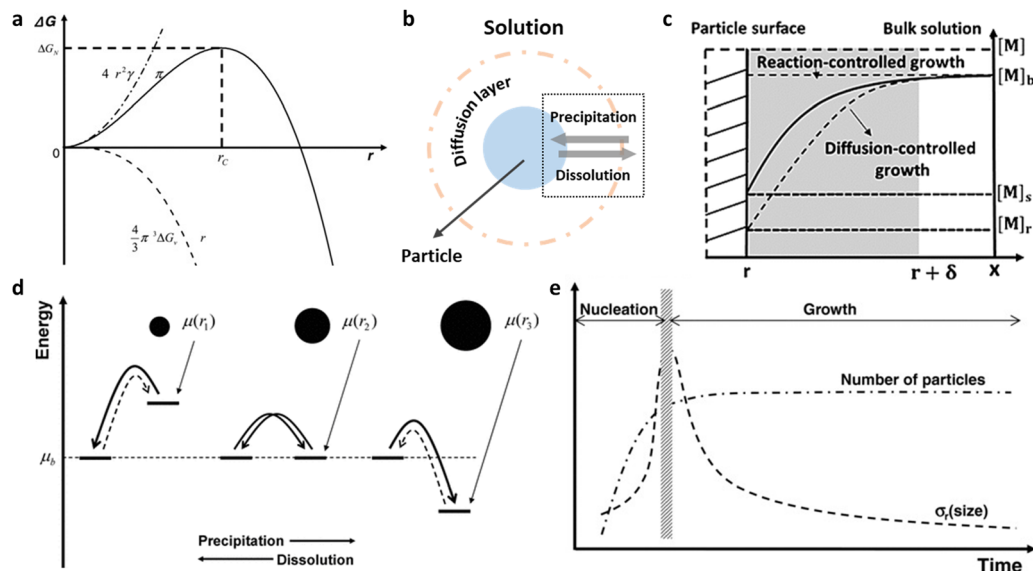 a
ΔG
ΔG_N
4 r²γ
π
0
r_C
r
4/3 π ³ΔG_v r
b
Solution
Diffusion layer
Precipitation
Dissolution
Particle
c
Particle surface
Bulk solution
[M]
Reaction-controlled growth
[M]_b
Diffusion-controlled
growth
[M]_s
[M]_r
r
r + δ
x
d
Energy
μ(r₁)
μ(r₂)
μ(r₃)
μ_b
Precipitation
Dissolution
e
Nucleation
Growth
Number of particles
σ_r(size)
Time